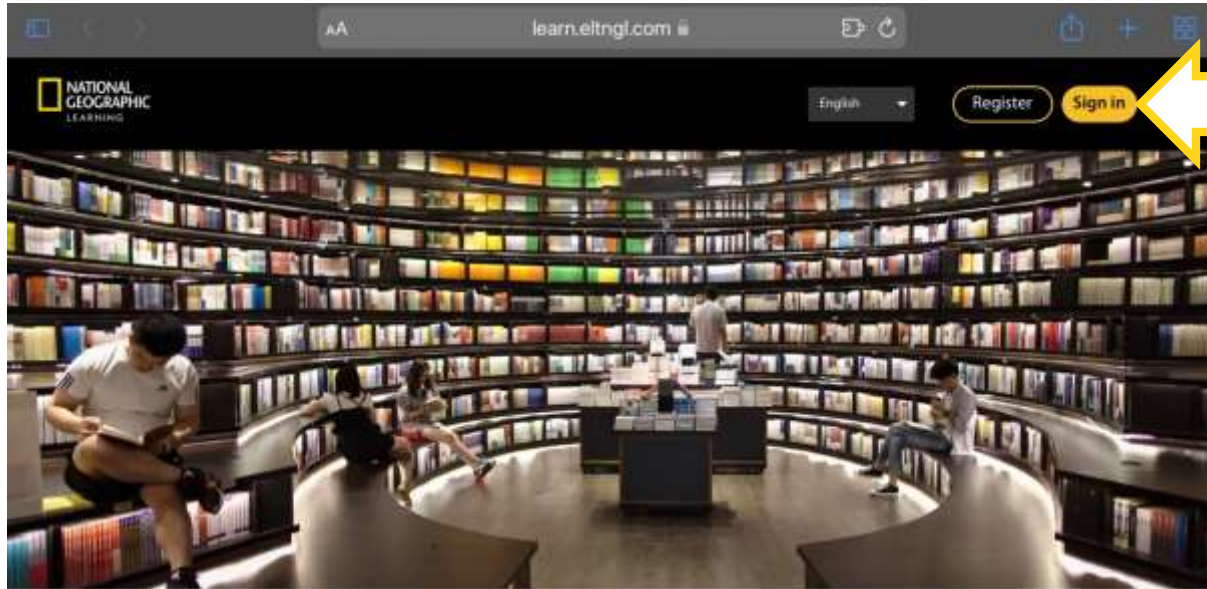 AA
learn.eltngl.com
NATIONAL
GEOGRAPHIC
LEARNING
English
Register
Sign in